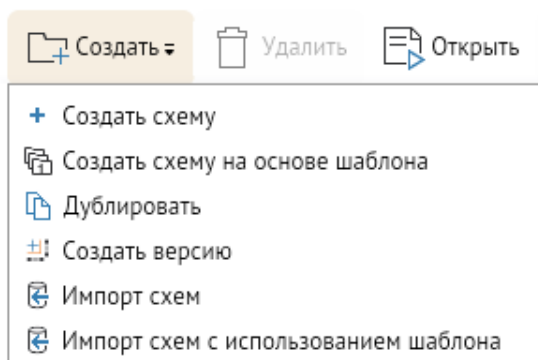 Создать Удалить Открыть
Создать схему
Создать схему на основе шаблона
Дублировать
Создать версию
Импорт схем
Импорт схем с использованием шаблона